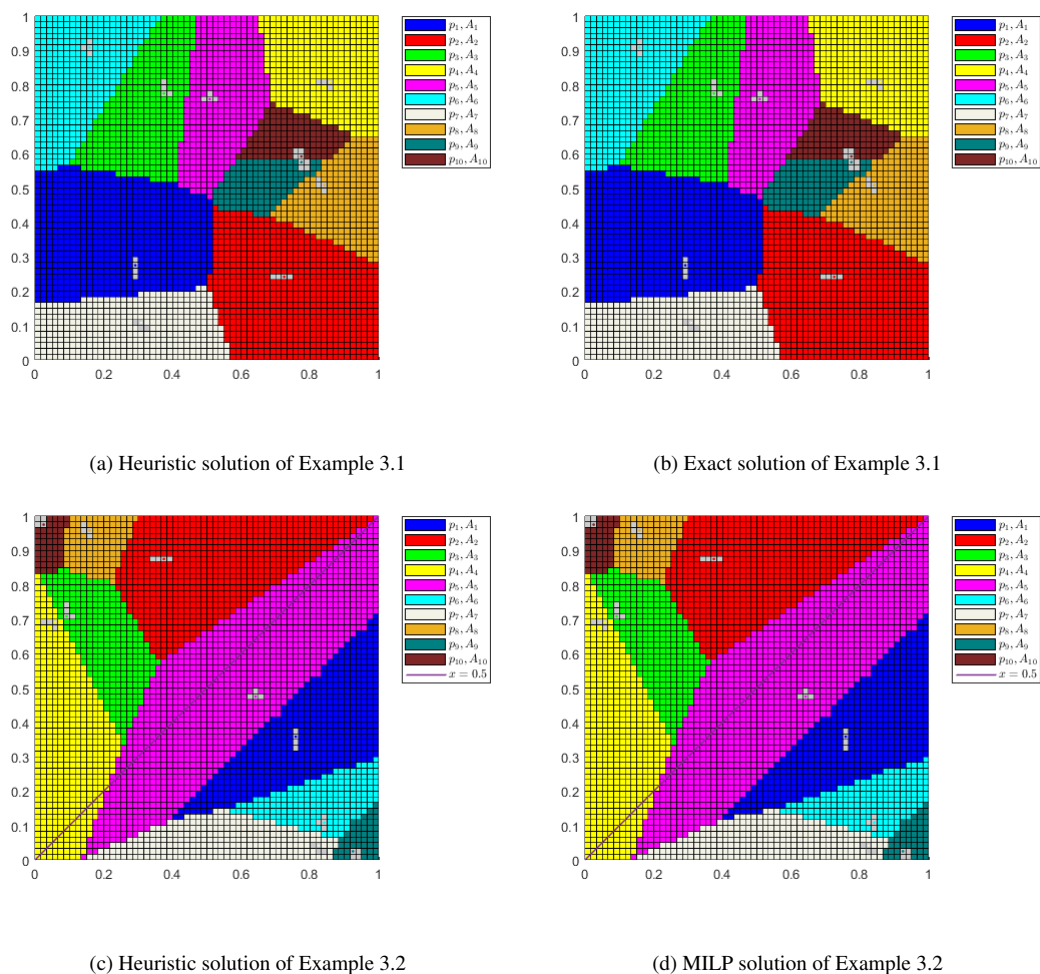 1
0.9
0.8
0.7
0.6
0.5
0.4
0.3
0.2
0.1
0
0 0.2 0.4 0.6 0.8 1
p₁, A₁
p₂, A₂
p₃, A₃
p₄, A₄
p₅, A₅
p₆, A₆
p₇, A₇
p₈, A₈
p₉, A₉
p₁₀, A₁₀
1
0.9
0.8
0.7
0.6
0.5
0.4
0.3
0.2
0.1
0
0 0.2 0.4 0.6 0.8 1
p₁, A₁
p₂, A₂
p₃, A₃
p₄, A₄
p₅, A₅
p₆, A₆
p₇, A₇
p₈, A₈
p₉, A₉
p₁₀, A₁₀
(a) Heuristic solution of Example 3.1
(b) Exact solution of Example 3.1
1
0.9
0.8
0.7
0.6
0.5
0.4
0.3
0.2
0.1
0
0 0.2 0.4 0.6 0.8 1
p₁, A₁
p₂, A₂
p₃, A₃
p₄, A₄
p₅, A₅
p₆, A₆
p₇, A₇
p₈, A₈
p₉, A₉
p₁₀, A₁₀
x = 0.5
1
0.9
0.8
0.7
0.6
0.5
0.4
0.3
0.2
0.1
0
0 0.2 0.4 0.6 0.8 1
p₁, A₁
p₂, A₂
p₃, A₃
p₄, A₄
p₅, A₅
p₆, A₆
p₇, A₇
p₈, A₈
p₉, A₉
p₁₀, A₁₀
x = 0.5
(c) Heuristic solution of Example 3.2
(d) MILP solution of Example 3.2